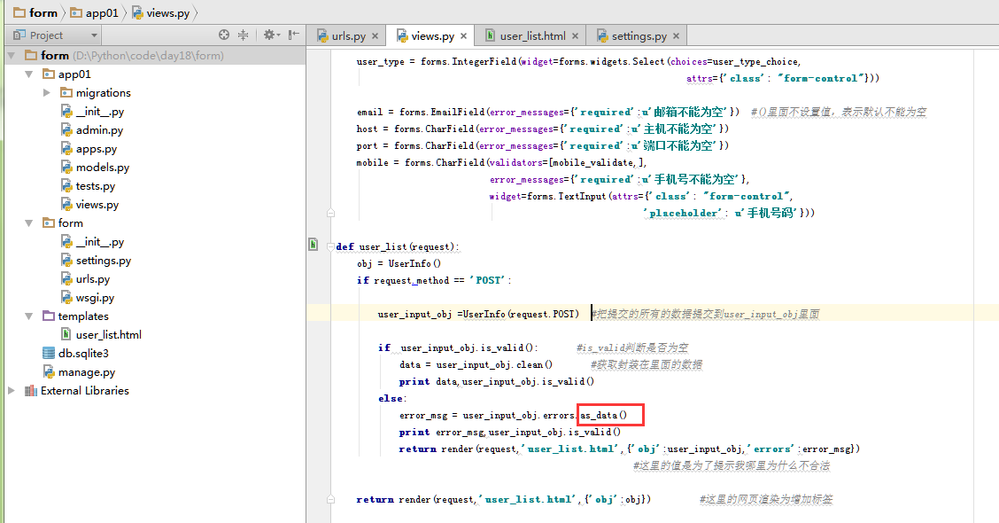 form app01 views.py
Project
urls.py views.py user_list.html settings.py
form (D:\Python\code\day18\form)
app01
migrations
__init__.py
admin.py
apps.py
models.py
tests.py
views.py
form
__init__.py
settings.py
urls.py
wsgi.py
templates
user_list.html
db.sqlite3
manage.py
External Libraries
user_type = forms.IntegerField(widget=forms.widgets.Select(choices=user_type_choice,
attrs={'class': "form-control"}))
email = forms.EmailField(error_messages={'required':u'邮箱不能为空'}) #()里面不设置值，表示默认不能为空
host = forms.CharField(error_messages={'required':u'主机不能为空'})
port = forms.CharField(error_messages={'required':u'端口不能为空'})
mobile = forms.CharField(validators=[mobile_validate,],
error_messages={'required':u'手机号不能为空'},
widget=forms.TextInput(attrs={'class': "form-control",
'placeholder': u'手机号码'}))
def user_list(request):
obj = UserInfo()
if request.method == 'POST':
user_input_obj =UserInfo(request.POST) #把提交的所有的数据提交到user_input_obj里面
if user_input_obj.is_valid(): #is_valid判断是否为空
data = user_input_obj.clean() #获取封装在里面的数据
print data,user_input_obj.is_valid()
else:
error_msg = user_input_obj.errors.as_data()
print error_msg,user_input_obj.is_valid()
return render(request,'user_list.html',{'obj':user_input_obj,'errors':error_msg})
#这里的值是为了提示我哪里为什么不合法
return render(request,'user_list.html',{'obj':obj}) #这里的网页渲染为增加标签